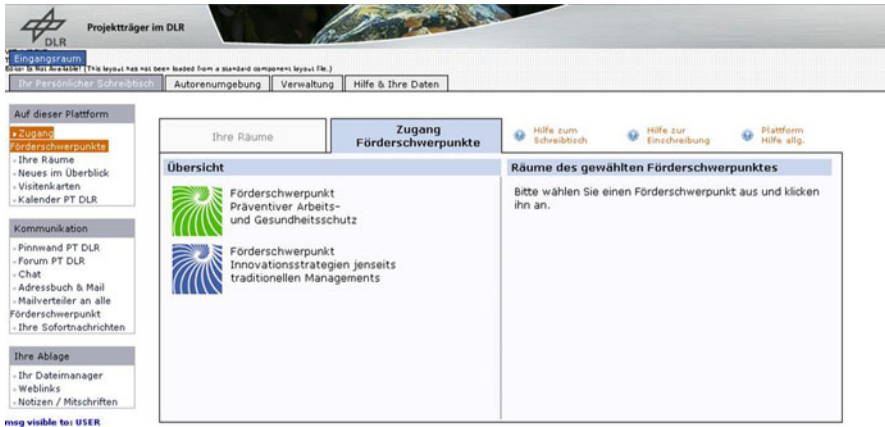 Projektträger im DLR
DLR
Eingangsraum
Editor Is Not Available! (This layout has not been loaded from a standard component layout file.)
Ihr Persönlicher Schreibtisch
Autorenumgebung
Verwaltung
Hilfe & Ihre Daten
Auf dieser Plattform
Zugang
Förderschwerpunkte
Ihre Räume
Neues im Überblick
Visitenkarten
Kalender PT DLR
Kommunikation
Pinnwand PT DLR
Forum PT DLR
Chat
Adressbuch & Mail
Mailverteiler an alle
Förderschwerpunkt
Ihre Sofortnachrichten
Ihre Ablage
Ihr Dateimanager
Weblinks
Notizen / Mitschriften
msg visible to: USER
Ihre Räume
Zugang
Förderschwerpunkte
Hilfe zum
Schreibtisch
Hilfe zur
Einschreibung
Plattform
Hilfe allg.
Übersicht
Förderschwerpunkt
Präventiver Arbeits-
und Gesundheitsschutz
Förderschwerpunkt
Innovationsstrategien jenseits
traditionellen Managements
Räume des gewählten Förderschwerpunktes
Bitte wählen Sie einen Förderschwerpunkt aus und klicken
ihn an.